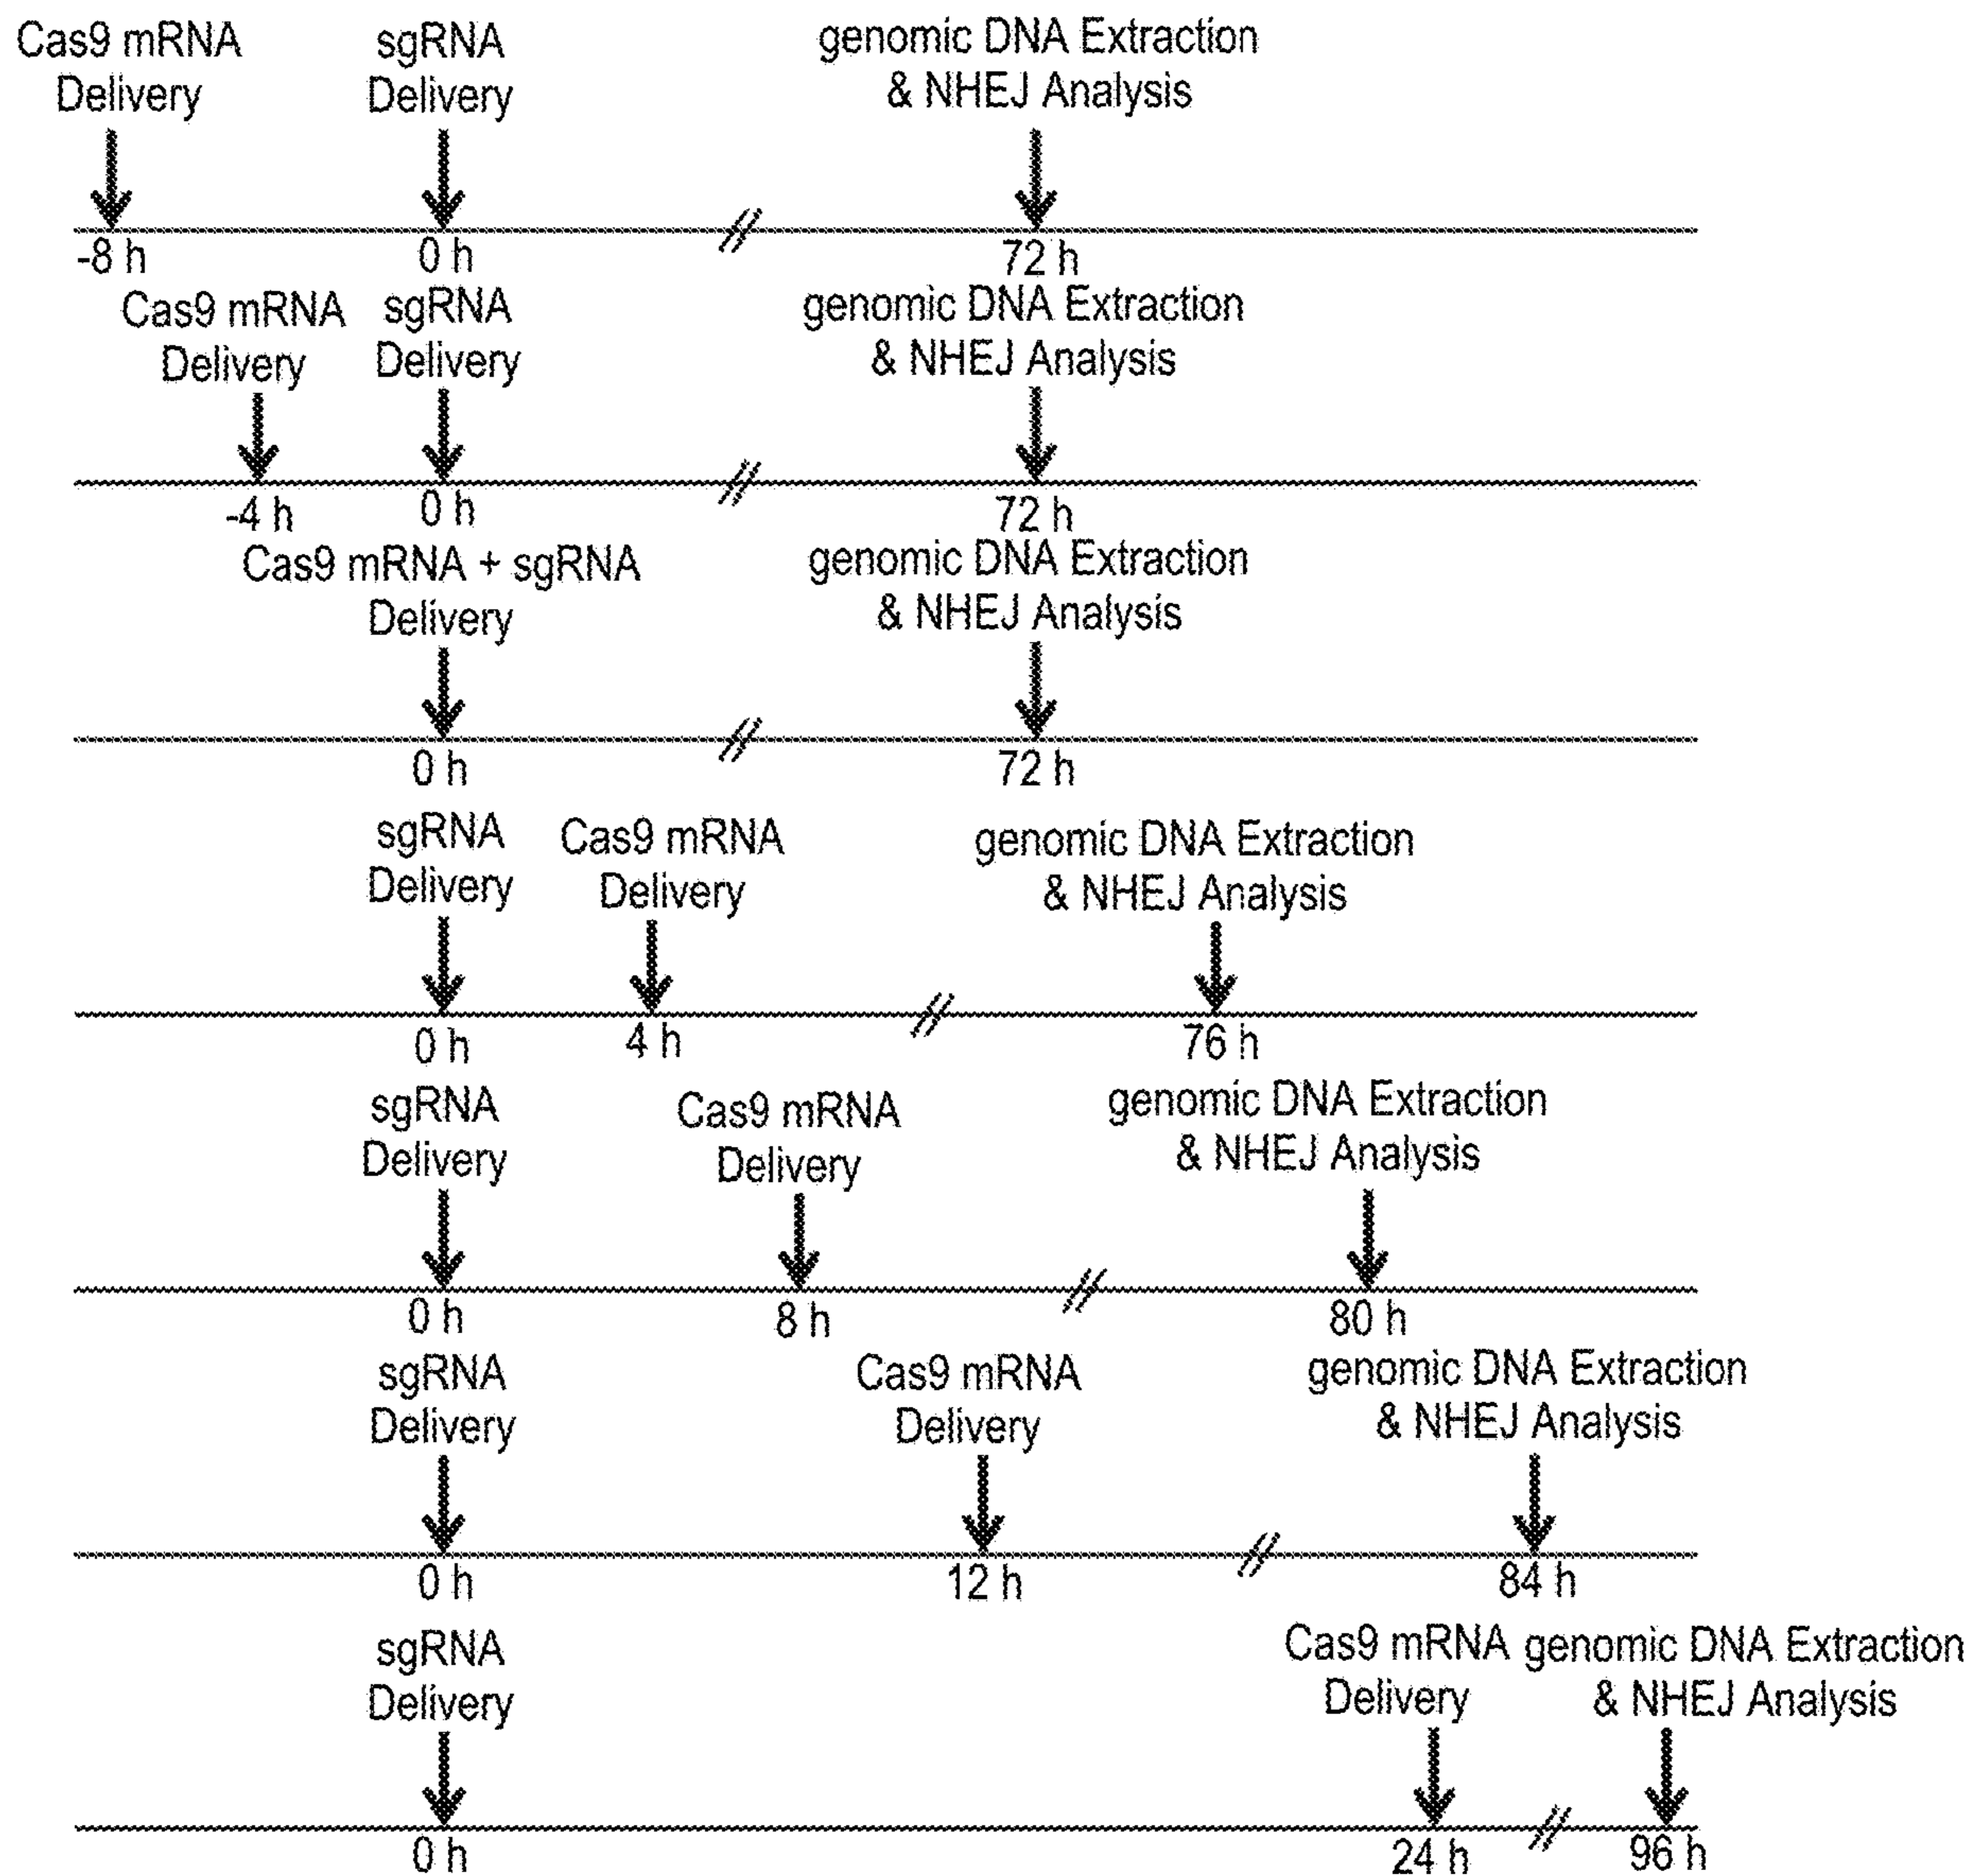 Cas9 mRNA
Delivery
sgRNA
Delivery
genomic DNA Extraction
& NHEJ Analysis
-8 h
0 h
72 h
Cas9 mRNA
Delivery
sgRNA
Delivery
genomic DNA Extraction
& NHEJ Analysis
-4 h
0 h
72 h
Cas9 mRNA + sgRNA
Delivery
genomic DNA Extraction
& NHEJ Analysis
0 h
72 h
sgRNA
Delivery
Cas9 mRNA
Delivery
genomic DNA Extraction
& NHEJ Analysis
0 h
4 h
76 h
sgRNA
Delivery
Cas9 mRNA
Delivery
genomic DNA Extraction
& NHEJ Analysis
0 h
8 h
80 h
sgRNA
Delivery
Cas9 mRNA
Delivery
genomic DNA Extraction
& NHEJ Analysis
0 h
12 h
84 h
sgRNA
Delivery
Cas9 mRNA
Delivery
genomic DNA Extraction
& NHEJ Analysis
0 h
24 h
96 h